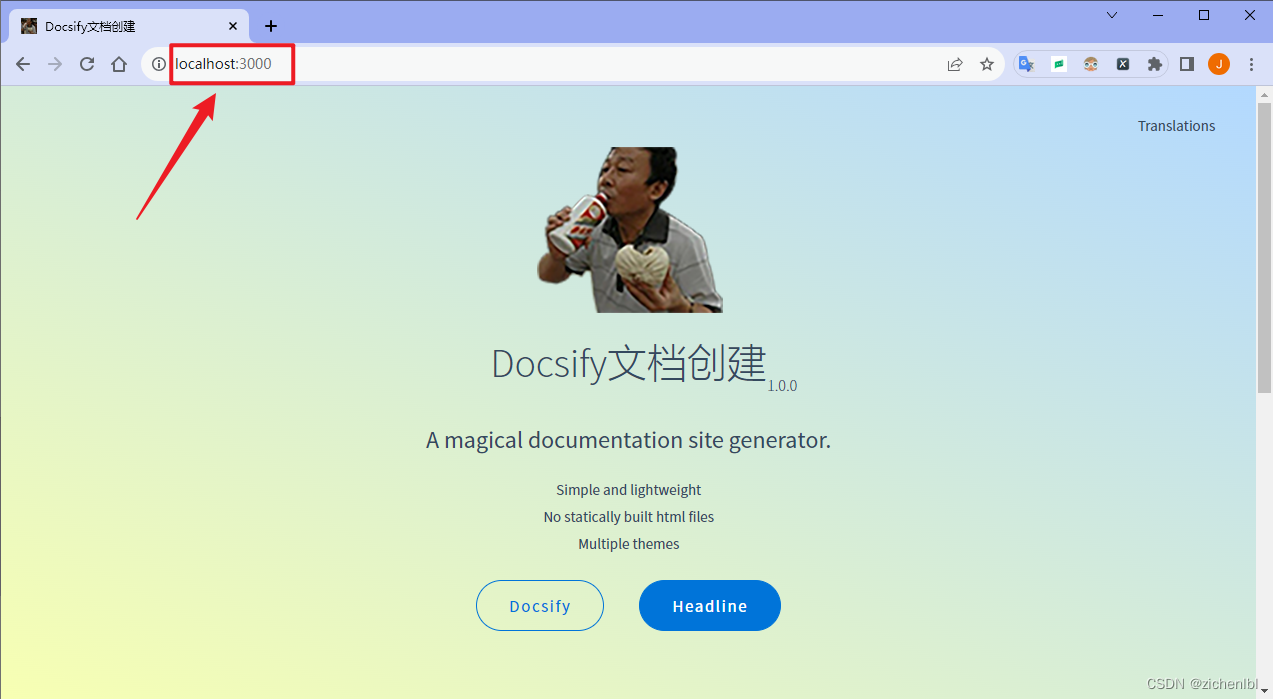 Docsify文档创建
localhost:3000
J
Translations
Docsify文档创建 1.0.0
A magical documentation site generator.
Simple and lightweight
No statically built html files
Multiple themes
Docsify Headline
CSDN @zichenlbl